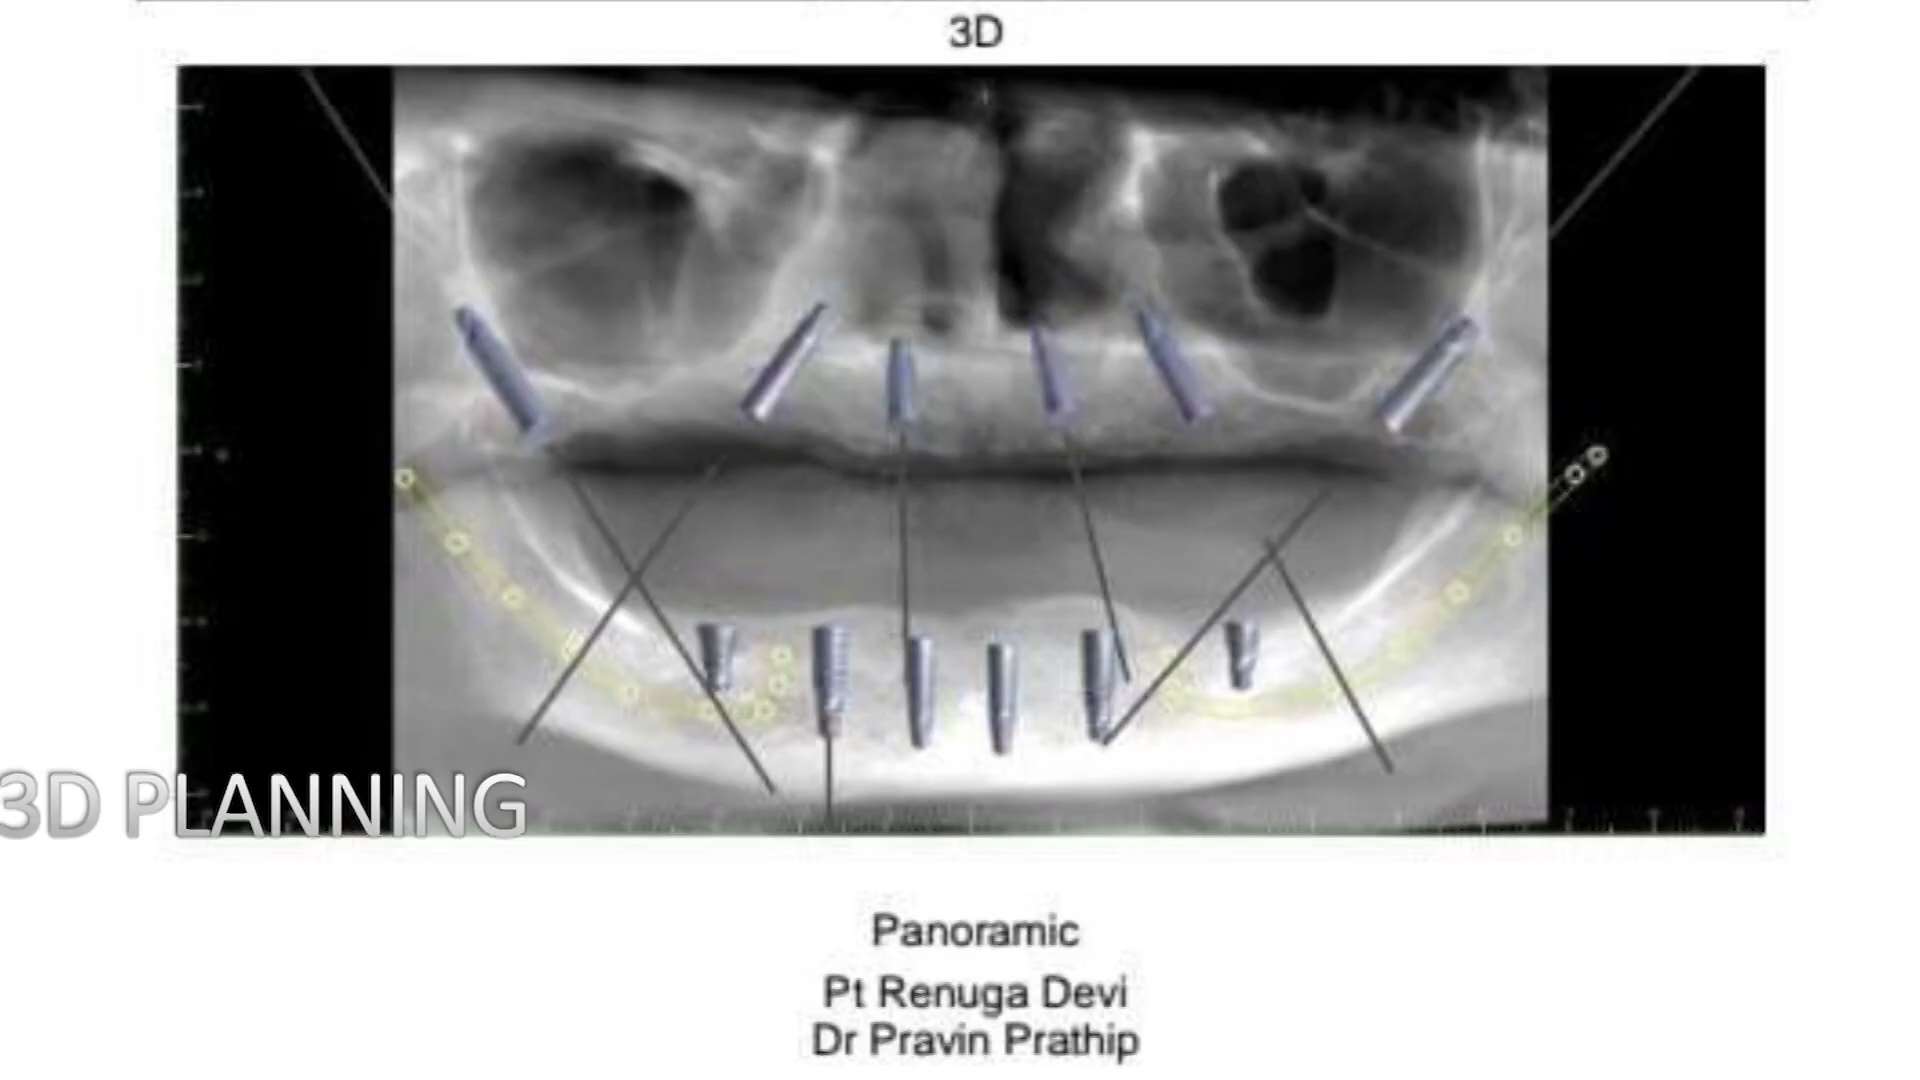 3D
3D PLANNING
Panoramic
Pt Renuga Devi
Dr Pravin Prathip